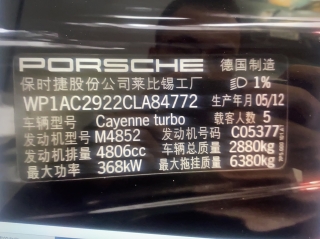 PORSCHE 德国制造
保时捷股份公司莱比锡工厂 1%
WP1AC2922CLA84772 生产年月 05/12
车辆型号 Cayenne turbo 载客人数 5
发动机型号 M4852 发动机号码 C05377
发动机排量 4806cc 车辆总质量 2880kg
最大功率 368kW 最大拖挂质量 6380kg